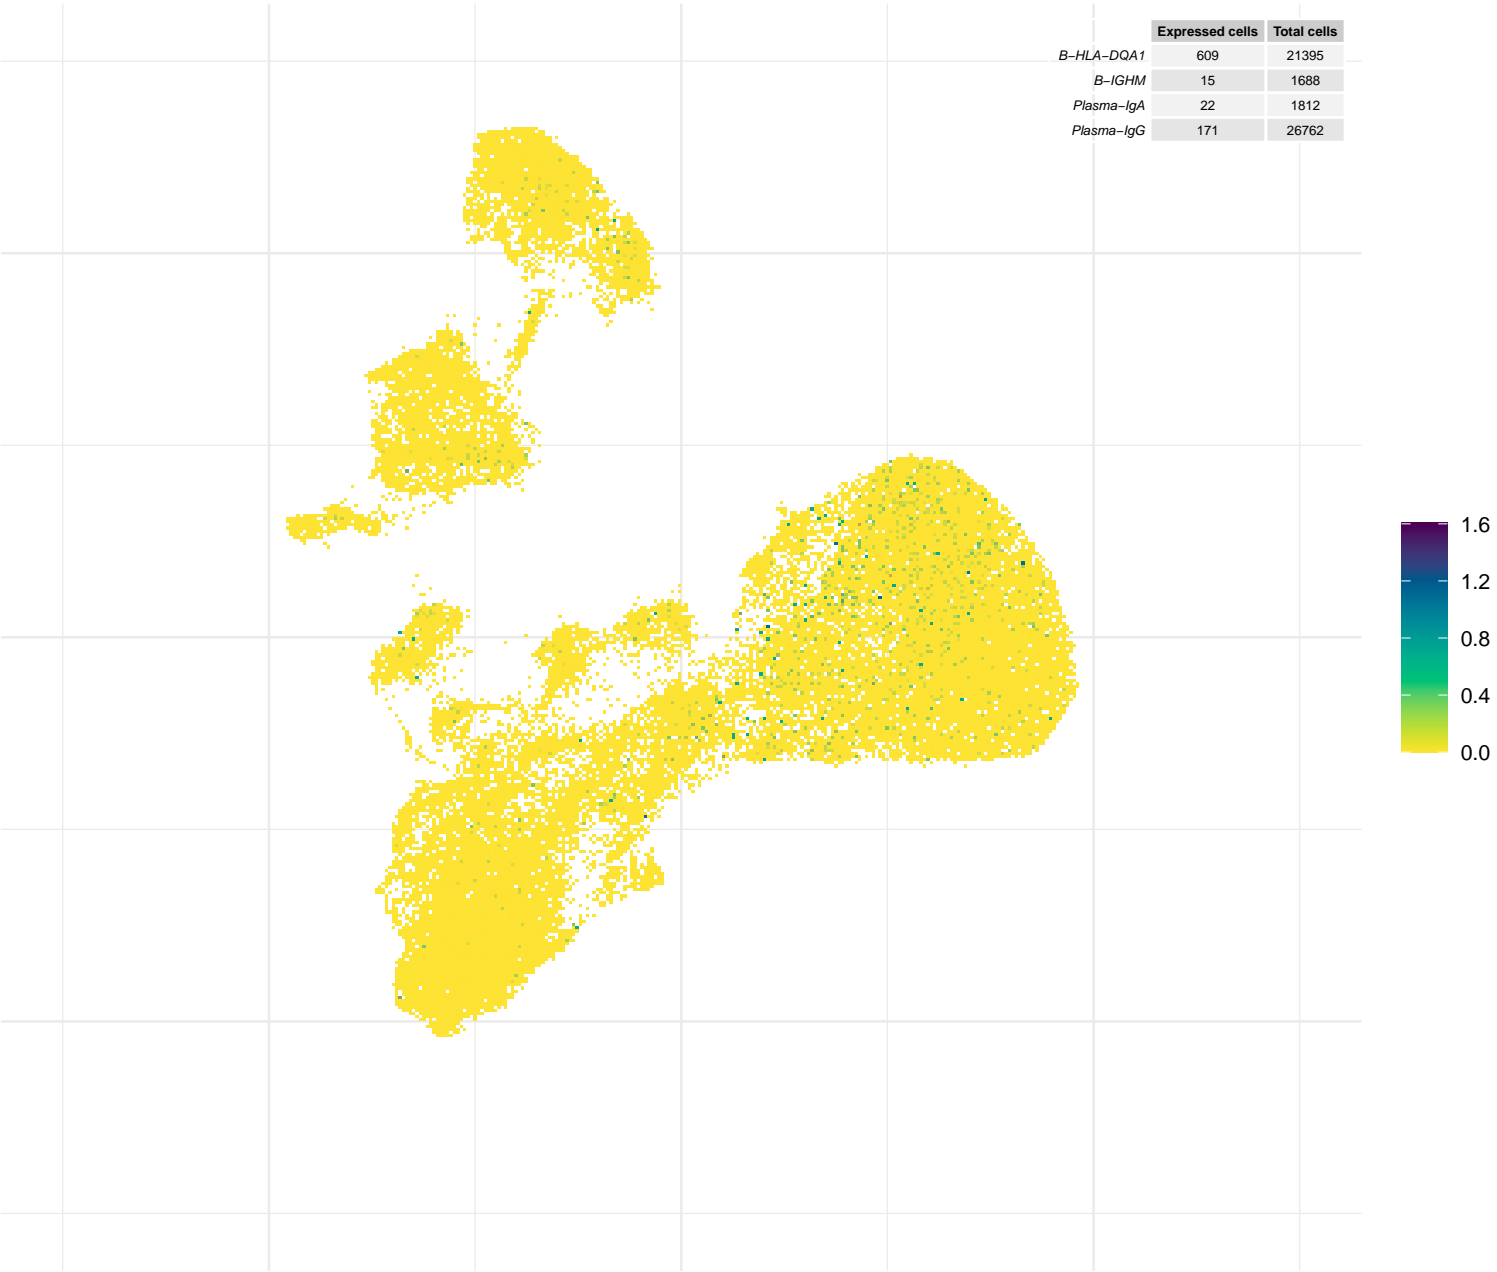 Expressed cells Total cells
B−HLA−DQA1 609 21395
B−IGHM 15 1688
Plasma−IgA 22 1812
Plasma−IgG 171 26762
1.6
1.2
0.8
0.4
0.0